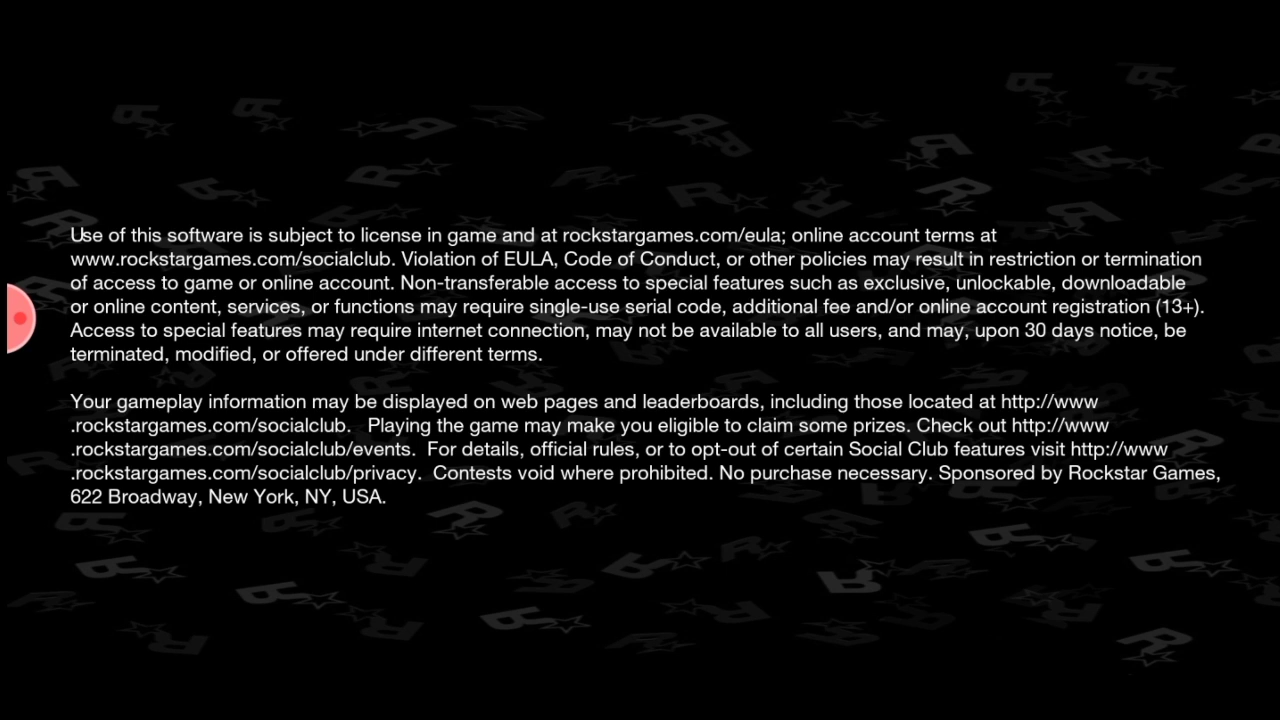 Use of this software is subject to license in game and at rockstargames.com/eula; online account terms at
www.rockstargames.com/socialclub. Violation of EULA, Code of Conduct, or other policies may result in restriction or termination
of access to game or online account. Non-transferable access to special features such as exclusive, unlockable, downloadable
or online content, services, or functions may require single-use serial code, additional fee and/or online account registration (13+).
Access to special features may require internet connection, may not be available to all users, and may, upon 30 days notice, be
terminated, modified, or offered under different terms.
Your gameplay information may be displayed on web pages and leaderboards, including those located at http://www
.rockstargames.com/socialclub.   Playing the game may make you eligible to claim some prizes. Check out http://www
.rockstargames.com/socialclub/events.  For details, official rules, or to opt-out of certain Social Club features visit http://www
.rockstargames.com/socialclub/privacy.  Contests void where prohibited. No purchase necessary. Sponsored by Rockstar Games,
622 Broadway, New York, NY, USA.